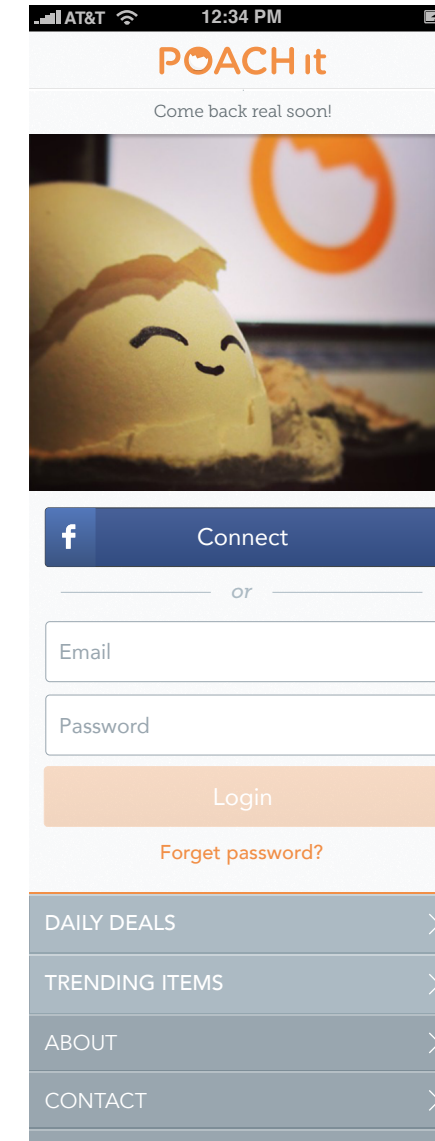 AT&T 12:34 PM
POACH it
Come back real soon!
f Connect
or
Email
Password
Login
Forget password?
DAILY DEALS
TRENDING ITEMS
ABOUT
CONTACT